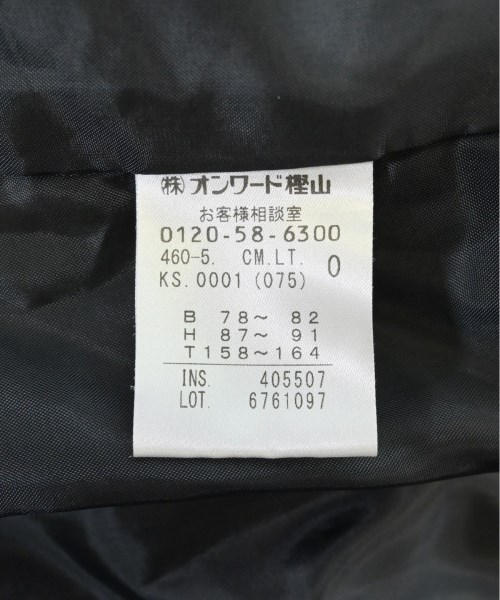 ㈱オンワード樫山
お客様相談室
0120-58-6300
460-5. CM.LT. 0
KS.0001(075)
B 78〜 82
H 87〜 91
T158〜164
INS. 405507
LOT. 6761097